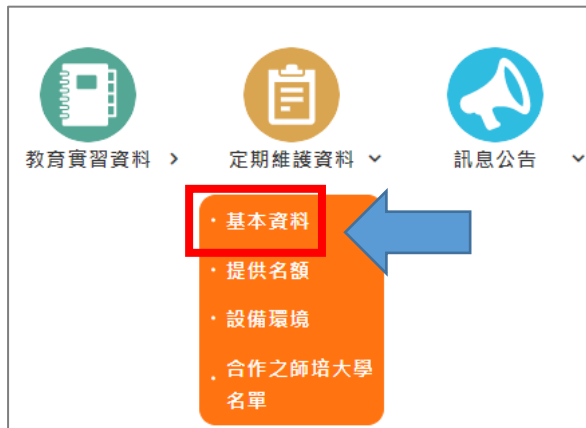 教育實習資料 >
定期維護資料
訊息公告
・基本資料
・提供名額
・設備環境
・合作之師培大學
名單